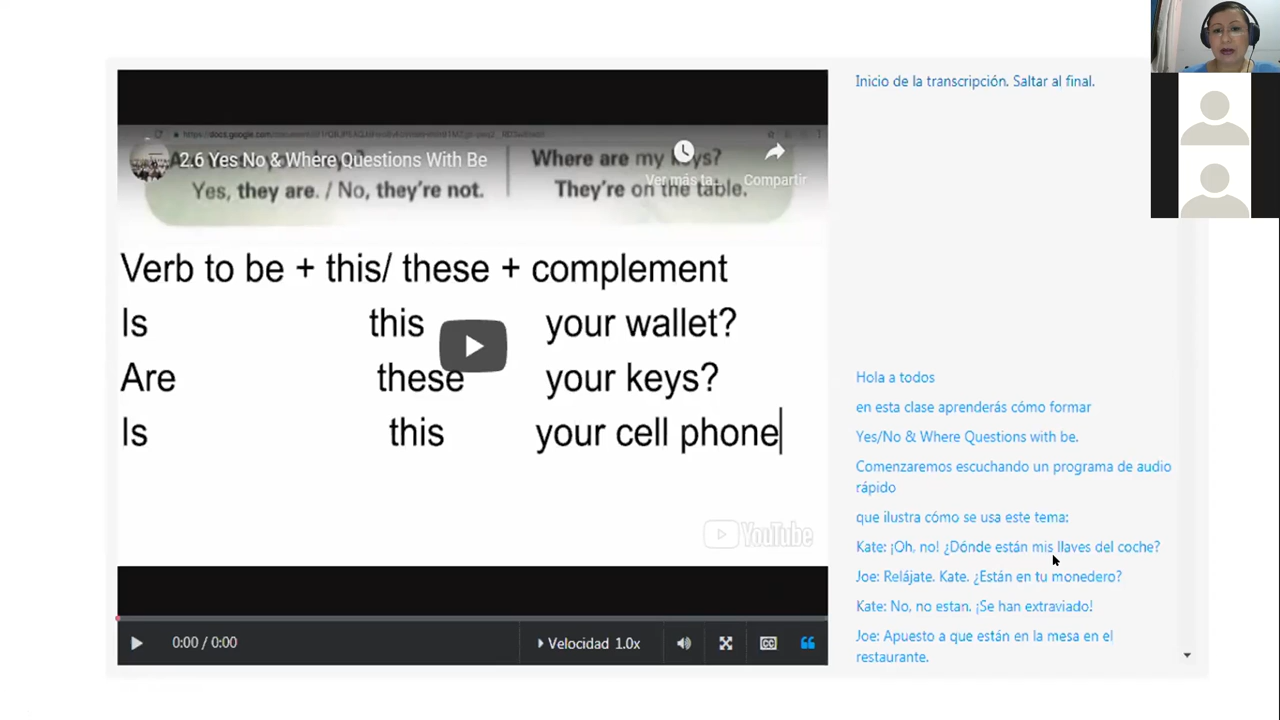 2.6 Yes No & Where Questions With Be
Where are my keys?
Ver más ta...
Compartir
Yes, they are. / No, they're not.
They're on the table.
Verb to be + this/ these + complement
Is this your wallet?
Are these your keys?
Is this your cell phone
YouTube
0:00 / 0:00
Velocidad 1.0x
CC
Inicio de la transcripción. Saltar al final.
Hola a todos
en esta clase aprenderás cómo formar
Yes/No & Where Questions with be.
Comenzaremos escuchando un programa de audio
rápido
que ilustra cómo se usa este tema:
Kate: ¡Oh, no! ¿Dónde están mis llaves del coche?
Joe: Relájate. Kate. ¿Están en tu monedero?
Kate: No, no estan. ¡Se han extraviado!
Joe: Apuesto a que están en la mesa en el
restaurante.